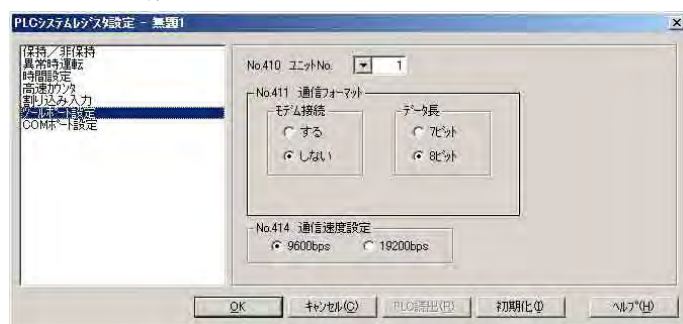 PLCシステムレジスタ設定 - 無題1
保持/非保持
異常時運転
時間設定
高速カウンタ
割り込み入力
ツールポート設定
COMポート設定
No.410 ユニットNo. 1
No.411 通信フォーマット
モデム接続
する
しない
データ長
7ビット
8ビット
No.414 通信速度設定
9600bps 19200bps
OK キャンセル(C) PLC読出(R) 初期化(I) ヘルプ(H)